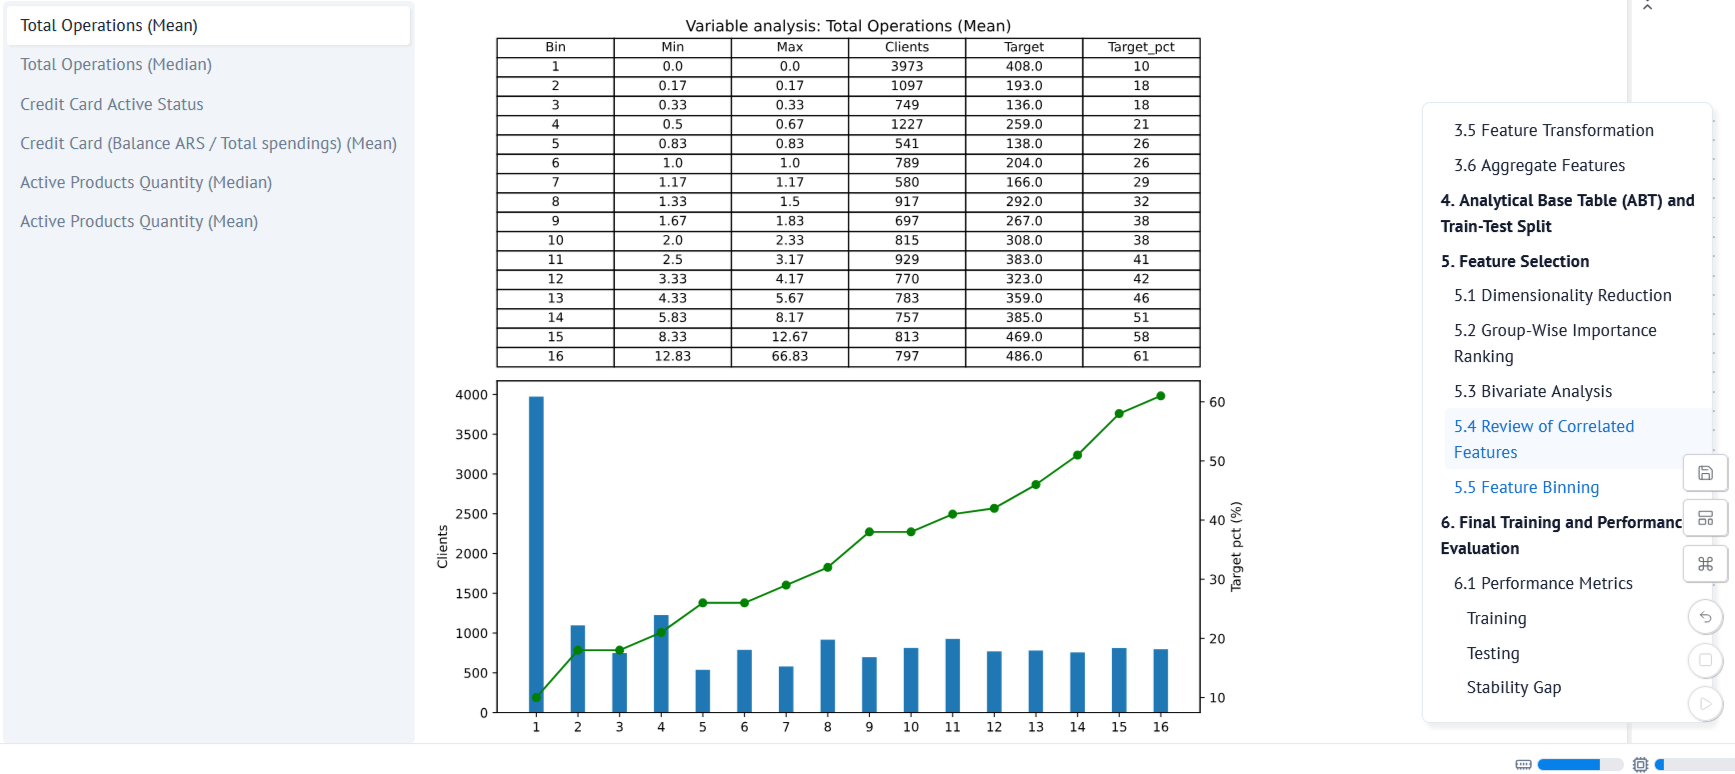 Total Operations (Mean)
Total Operations (Median)
Credit Card Active Status
Credit Card (Balance ARS / Total spendings) (Mean)
Active Products Quantity (Median)
Active Products Quantity (Mean)
Variable analysis: Total Operations (Mean)
Bin Min Max Clients Target Target_pct
1 0.0 0.0 3973 408.0 10
2 0.17 0.17 1097 193.0 18
3 0.33 0.33 749 136.0 18
4 0.5 0.67 1227 259.0 21
5 0.83 0.83 541 138.0 26
6 1.0 1.0 789 204.0 26
7 1.17 1.17 580 166.0 29
8 1.33 1.5 917 292.0 32
9 1.67 1.83 697 267.0 38
10 2.0 2.33 815 308.0 38
11 2.5 3.17 929 383.0 41
12 3.33 4.17 770 323.0 42
13 4.33 5.67 783 359.0 46
14 5.83 8.17 757 385.0 51
15 8.33 12.67 813 469.0 58
16 12.83 66.83 797 486.0 61
Clients
4000
3500
3000
2500
2000
1500
1000
500
0
1 2 3 4 5 6 7 8 9 10 11 12 13 14 15 16
60
50
40
30
20
10
Target pct (%)
3.5 Feature Transformation
3.6 Aggregate Features
4. Analytical Base Table (ABT) and
Train-Test Split
5. Feature Selection
5.1 Dimensionality Reduction
5.2 Group-Wise Importance
Ranking
5.3 Bivariate Analysis
5.4 Review of Correlated
Features
5.5 Feature Binning
6. Final Training and Performanc
Evaluation
6.1 Performance Metrics
Training
Testing
Stability Gap